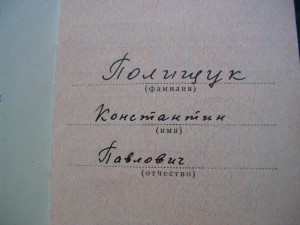 Полищук
(фамилия)
Константин
(имя)
Павлович
(отчество)